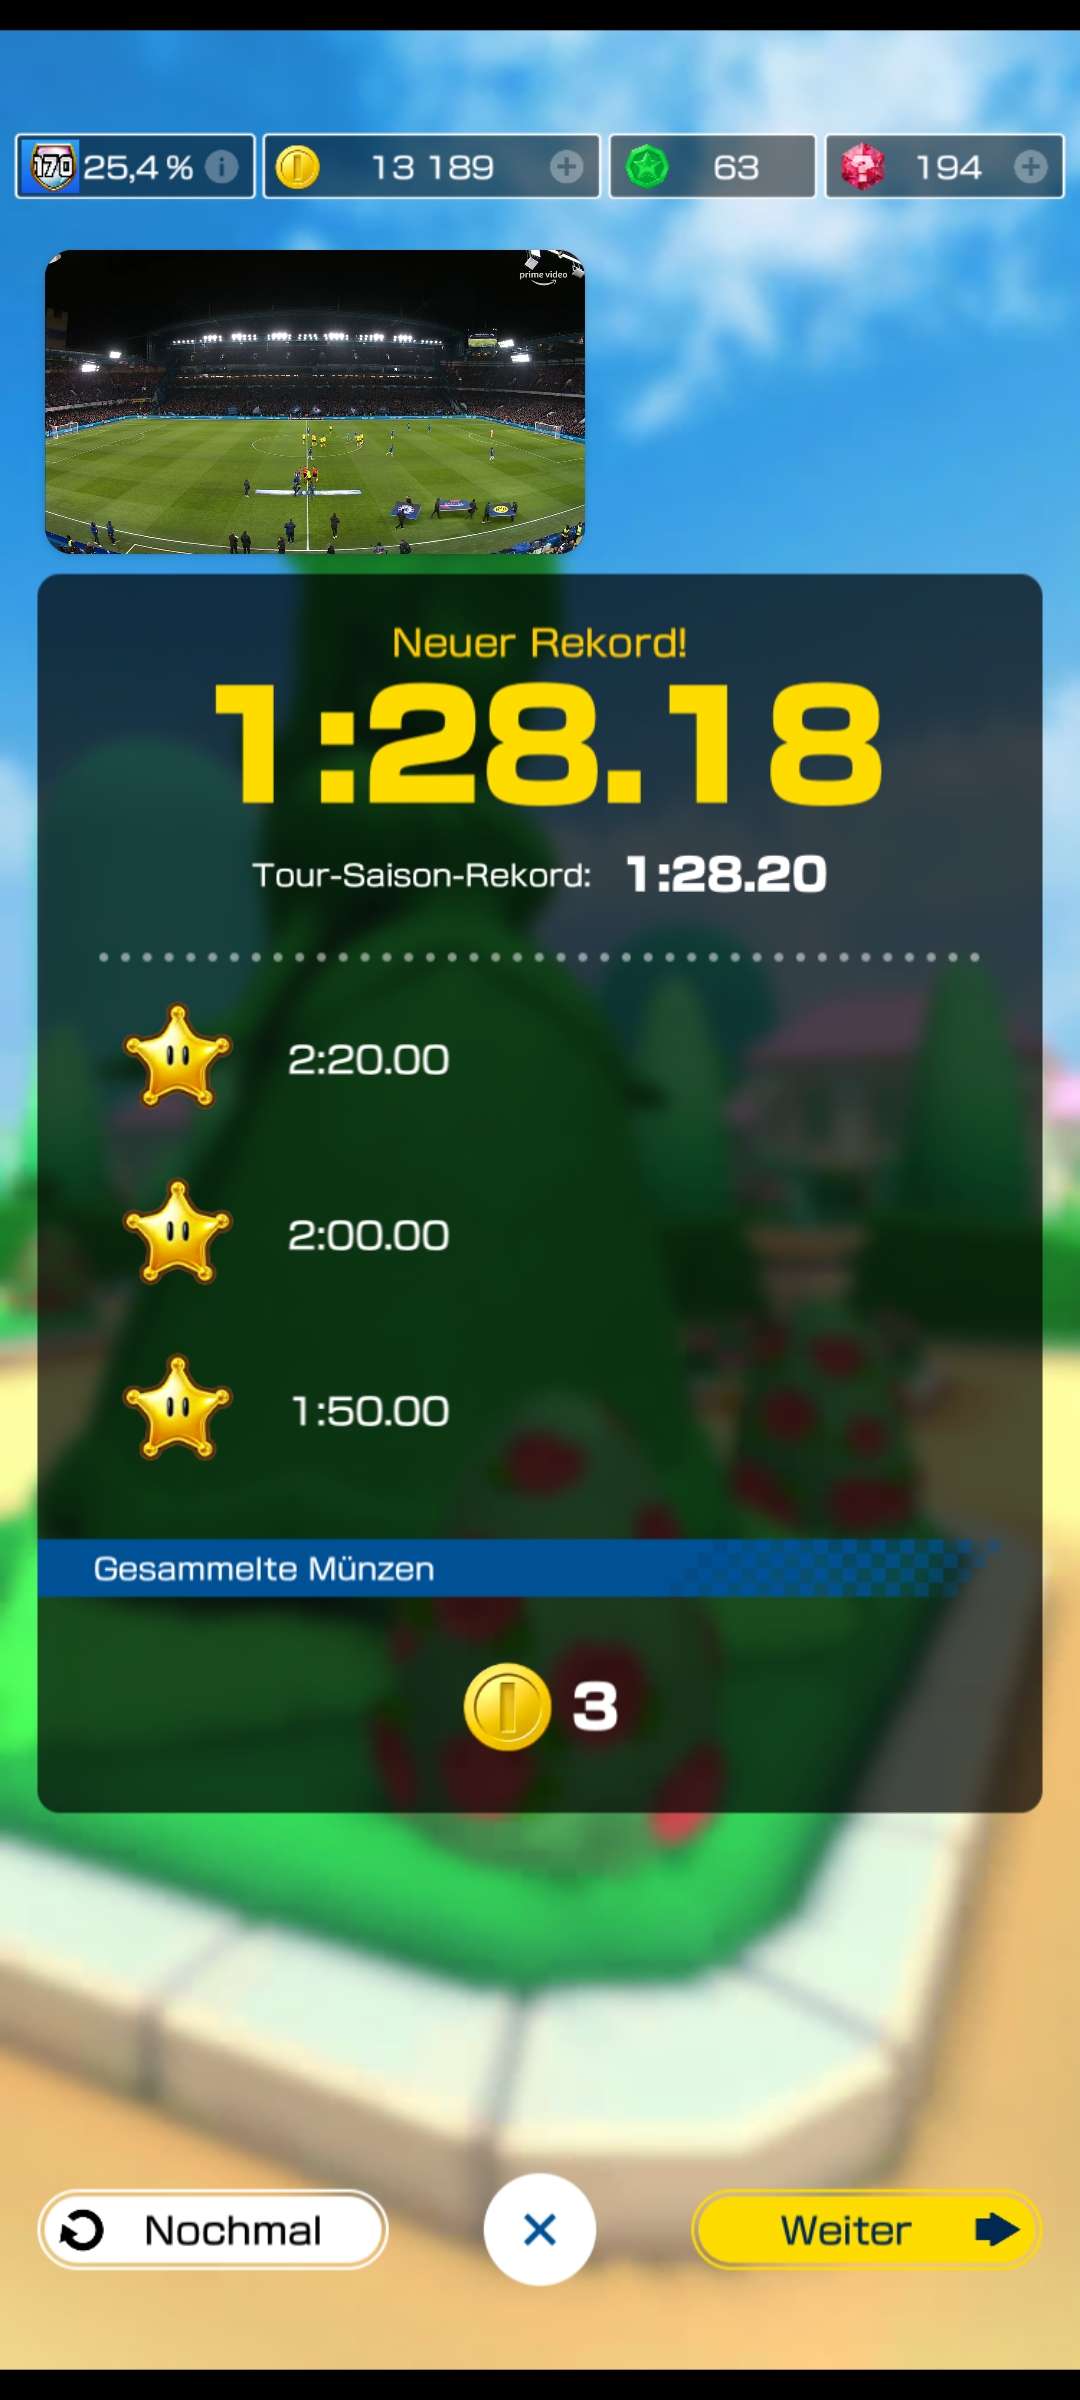 170 25,4 % i
13 189 +
63
194 +
prime video
Neuer Rekord!
1:28.18
Tour-Saison-Rekord: 1:28.20
2:20.00
2:00.00
1:50.00
Gesammelte Münzen
3
Nochmal
Weiter